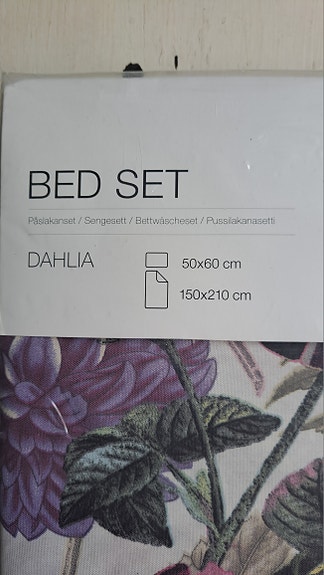 BED SET
Påslakanset / Sengesett / Bettwäscheset / Pussilakanasetti
DAHLIA
50x60 cm
150x210 cm